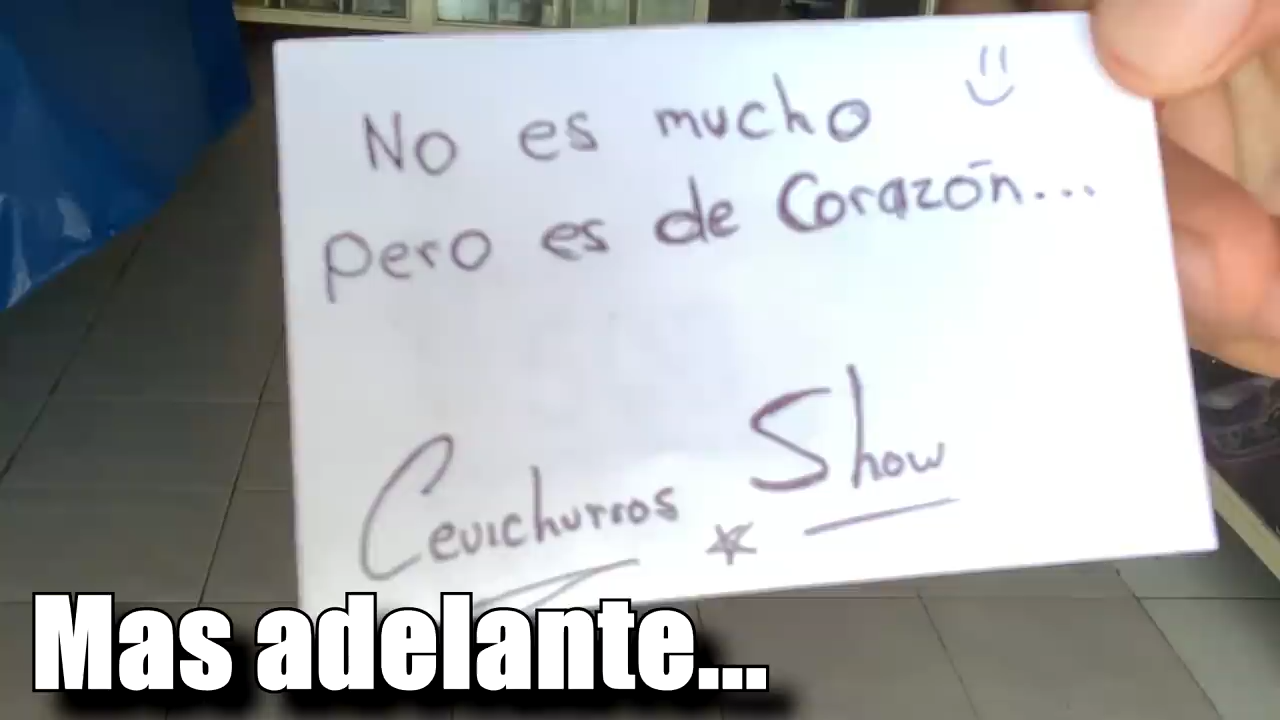 No es mucho
pero es de Corazón...
Cevichurros Show
Mas adelante...